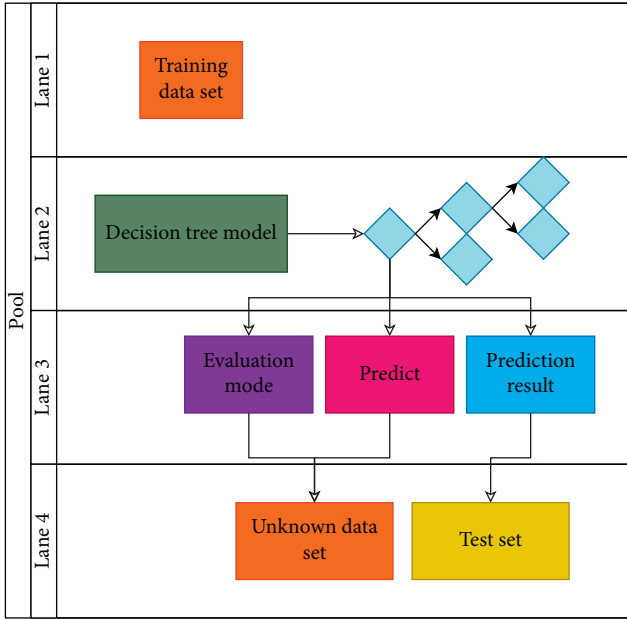 Pool
Lane 1
Training
data set
Lane 2
Decision tree model
Lane 3
Evaluation
mode
Predict
Prediction
result
Lane 4
Unknown data
set
Test set